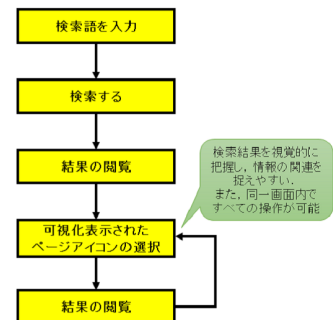 検索語を入力
検索する
結果の閲覧
検索結果を視覚的に
把握し，情報の関連を
捉えやすい．
また，同一画面内で
すべての操作が可能
可視化表示された
ページアイコンの選択
結果の閲覧